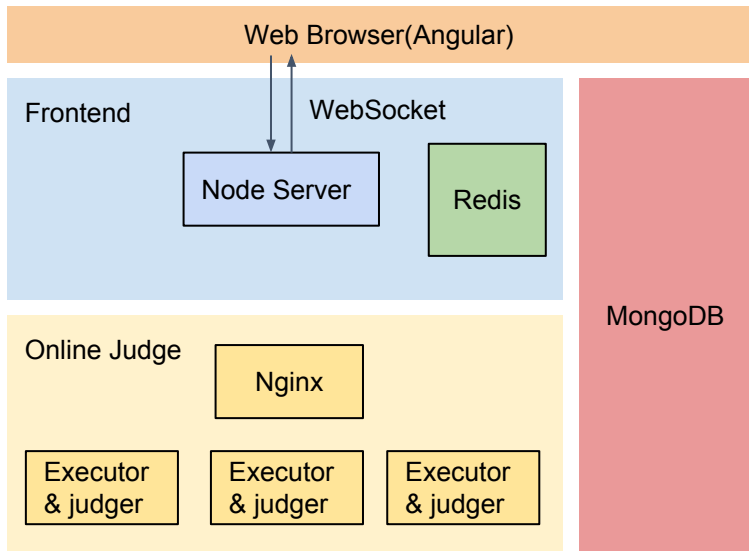 Web Browser(Angular)
Frontend
WebSocket
Node Server
Redis
MongoDB
Online Judge
Nginx
Executor
& judger
Executor
& judger
Executor
& judger